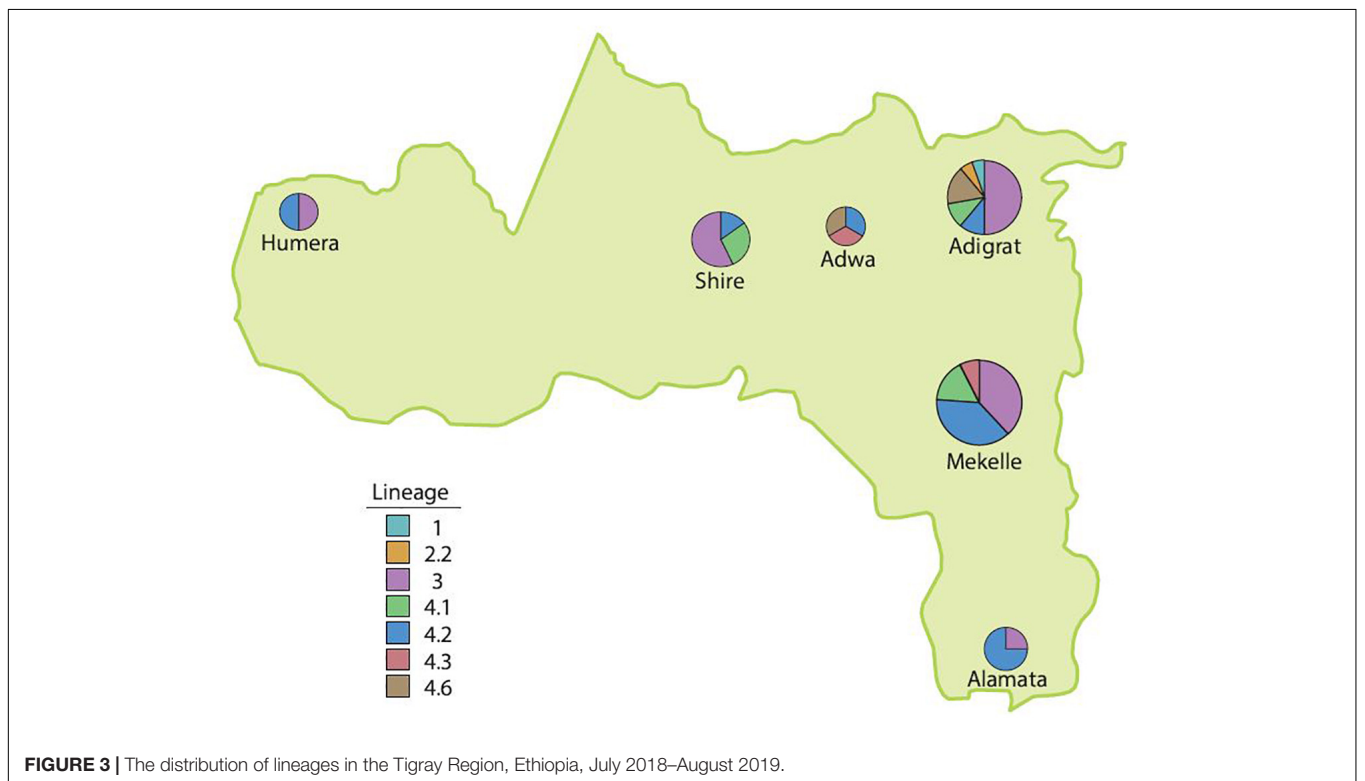 Humera
Shire
Adwa
Adigrat
Mekelle
Alamata
Lineage
1
2.2
3
4.1
4.2
4.3
4.6
FIGURE 3 | The distribution of lineages in the Tigray Region, Ethiopia, July 2018–August 2019.